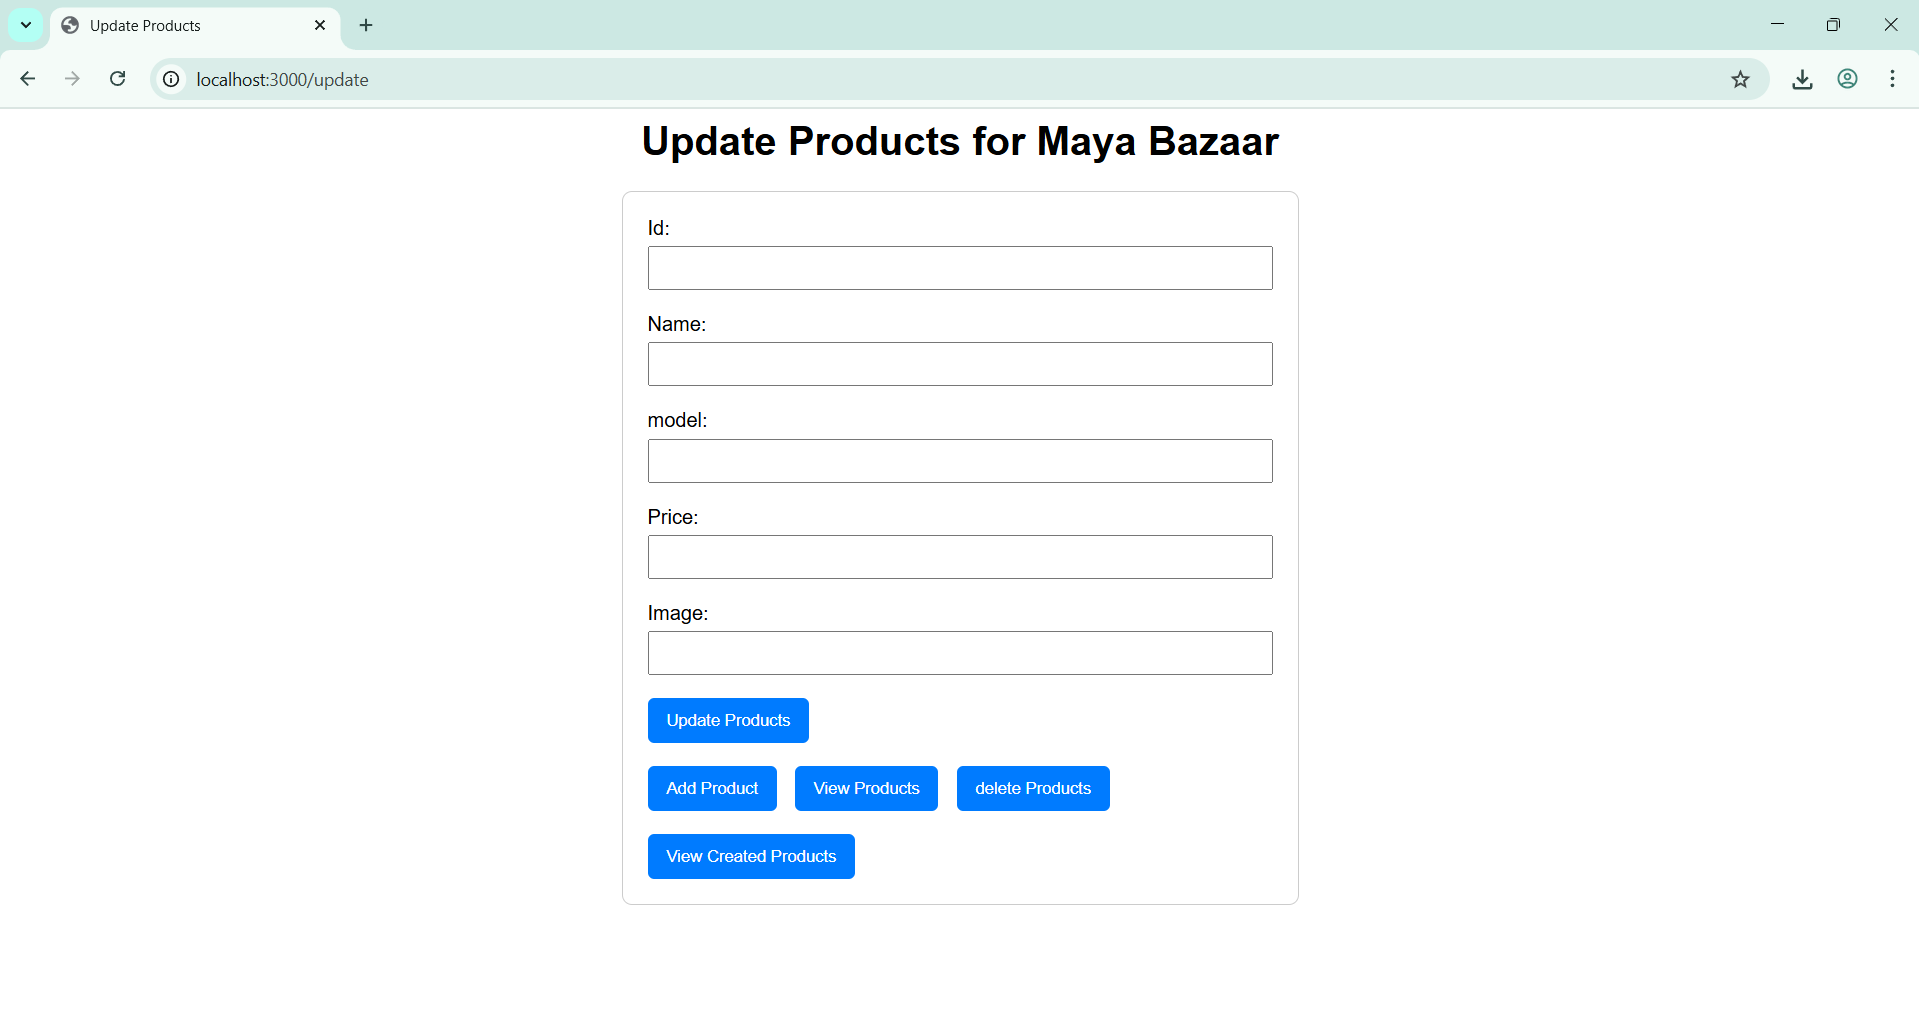 Update Products
localhost:3000/update
Update Products for Maya Bazaar
Id:
Name:
model:
Price:
Image:
Update Products
Add Product View Products delete Products
View Created Products